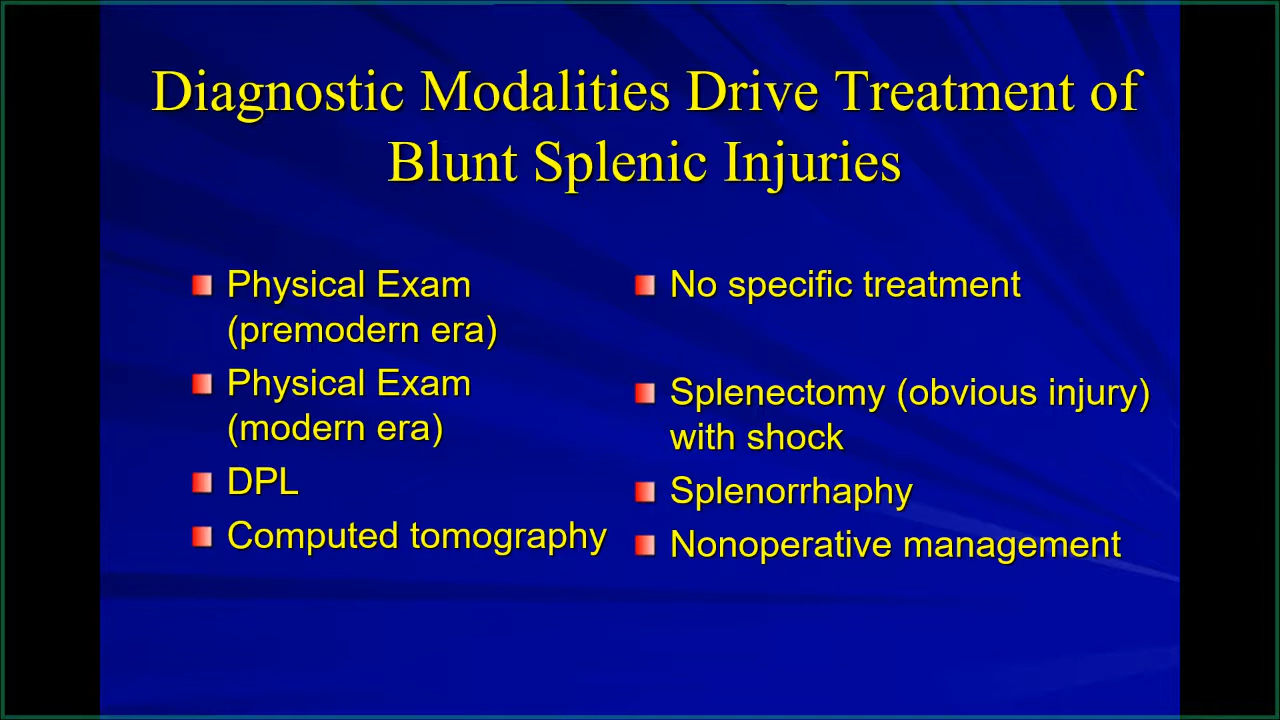 Diagnostic Modalities Drive Treatment of
Blunt Splenic Injuries
Physical Exam
(premodern era)
Physical Exam
(modern era)
DPL
Computed tomography
No specific treatment
Splenectomy (obvious injury)
with shock
Splenorrhaphy
Nonoperative management